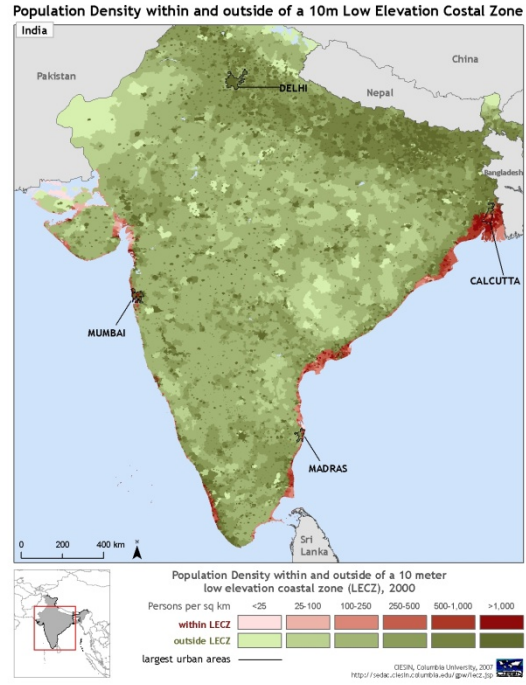 Population Density within and outside of a 10m Low Elevation Costal Zone
India
China
Pakistan
DELHI
Nepal
Bangladesh
CALCUTTA
MUMBAI
MADRAS
Sri
Lanka
0 200 400 km
N
Population Density within and outside of a 10 meter
low elevation coastal zone (LECZ), 2000
Persons per sq km <25 25-100 100-250 250-500 500-1,000 >1,000
within LECZ
outside LECZ
largest urban areas
CIESIN, Columbia University, 2007
http://sedac.ciesin.columbia.edu/gpw/lecz.jsp